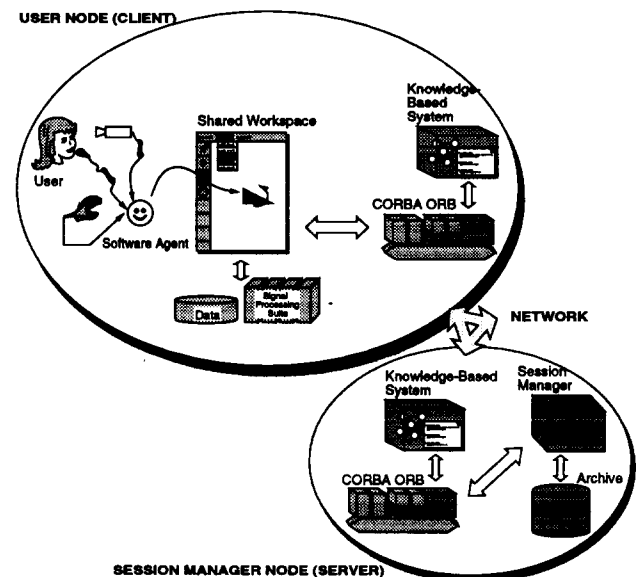 USER NODE (CLIENT)
Knowledge-
Based
System
Shared Workspace
User
CORBA ORB
Software Agent
Signal
Processing
Suite
Data
NETWORK
Knowledge-Based
System
Session
Manager
CORBA ORB
Archive
SESSION MANAGER NODE (SERVER)